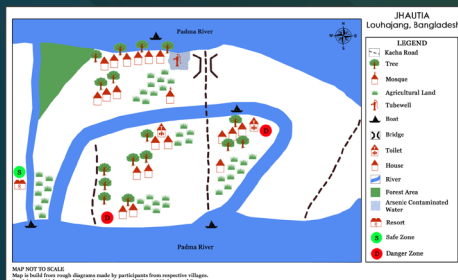 JHAUTIA
Louhajang, Bangladesh
Padma River
LEGEND
Kacha Road
Tree
Mosque
Agricultural Land
Tubewell
Boat
Bridge
Toilet
House
River
Forest Area
Arsenic Contaminated
Water
Resort
S Safe Zone
D Danger Zone
D
S
D
Padma River
MAP NOT TO SCALE
Map is build from rough diagrams made by participants from respective villages.